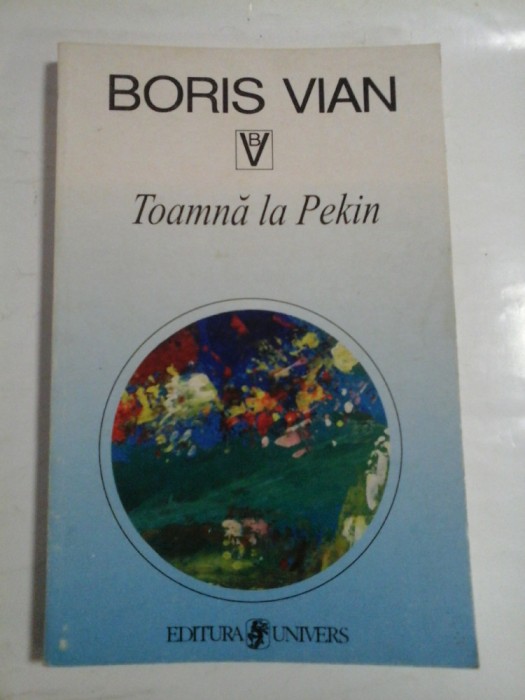 BORIS VIAN
BV
Toamnă la Pekin
EDITURA UNIVERS